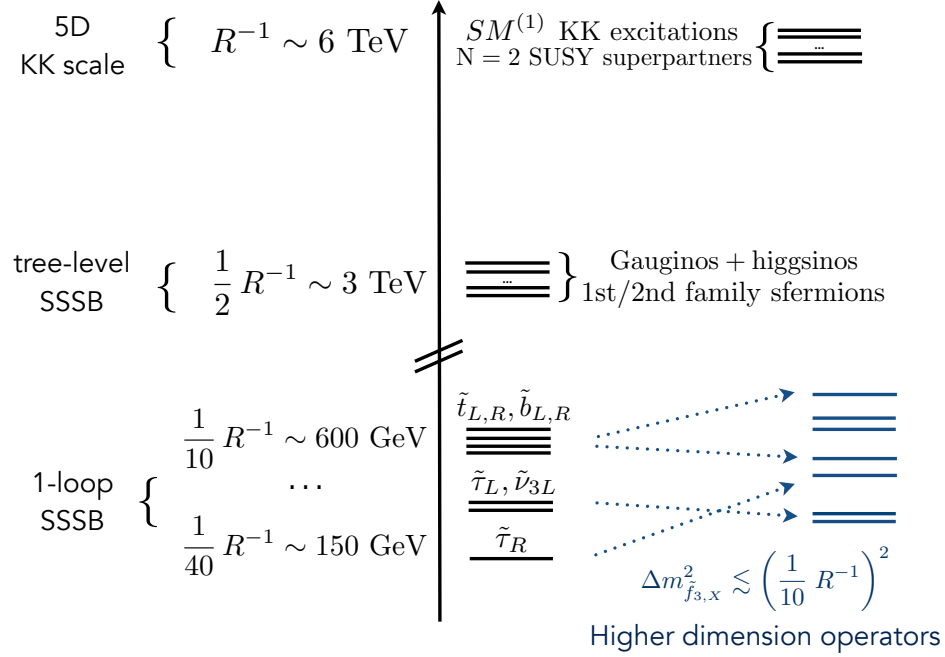 5D
KK scale
{ R⁻¹ ∼ 6 TeV
SM⁽¹⁾ KK excitations
N = 2 SUSY superpartners {
...
tree-level
SSSB
{ 1/2 R⁻¹ ∼ 3 TeV
...
} Gauginos + higgsinos
1st/2nd family sfermions
1-loop
SSSB
{
1/10 R⁻¹ ∼ 600 GeV
...
1/40 R⁻¹ ∼ 150 GeV
t̃_{L,R}, b̃_{L,R}
τ̃_L, ν̃_{3L}
τ̃_R
Δm²_{f̃_{3,X}} ≲ (1/10 R⁻¹)²
Higher dimension operators